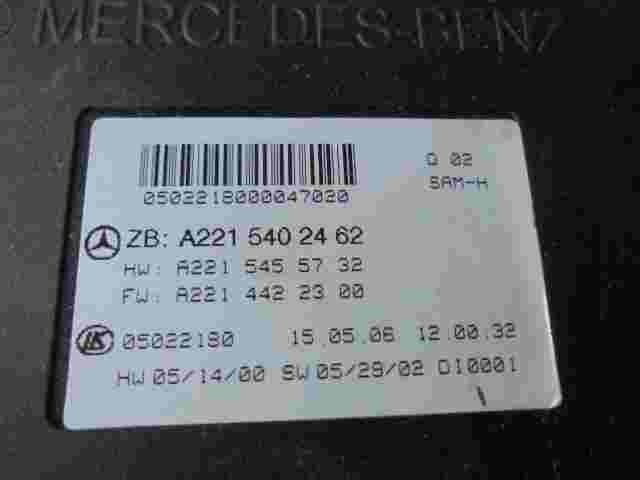 MERCEDES-BENZ
Q 02
SAM-H
0502218000047020
ZB: A221 540 24 62
HW: A221 545 57 32
FW: A221 442 23 00
05022180 15.05.06 12.00.32
HW 05/14/00 SW 05/29/02 D10001